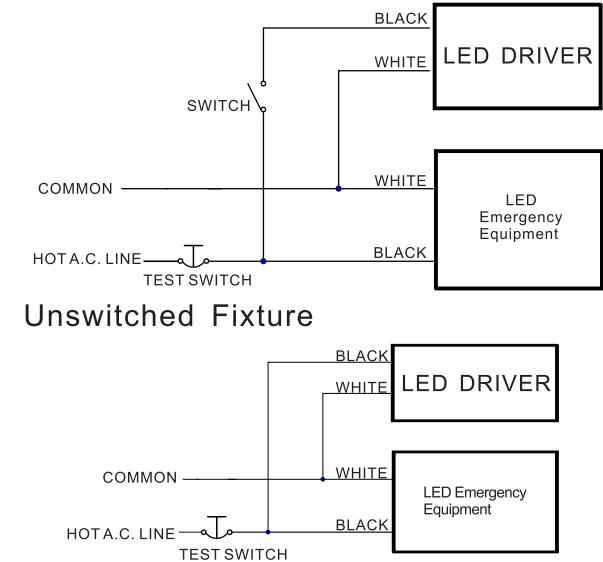 BLACK
LED DRIVER
WHITE
SWITCH
WHITE
COMMON
LED
Emergency
Equipment
BLACK
HOT A.C. LINE
TEST SWITCH
Unswitched Fixture
BLACK
LED DRIVER
WHITE
COMMON
WHITE
LED Emergency
Equipment
BLACK
HOT A.C. LINE
TEST SWITCH